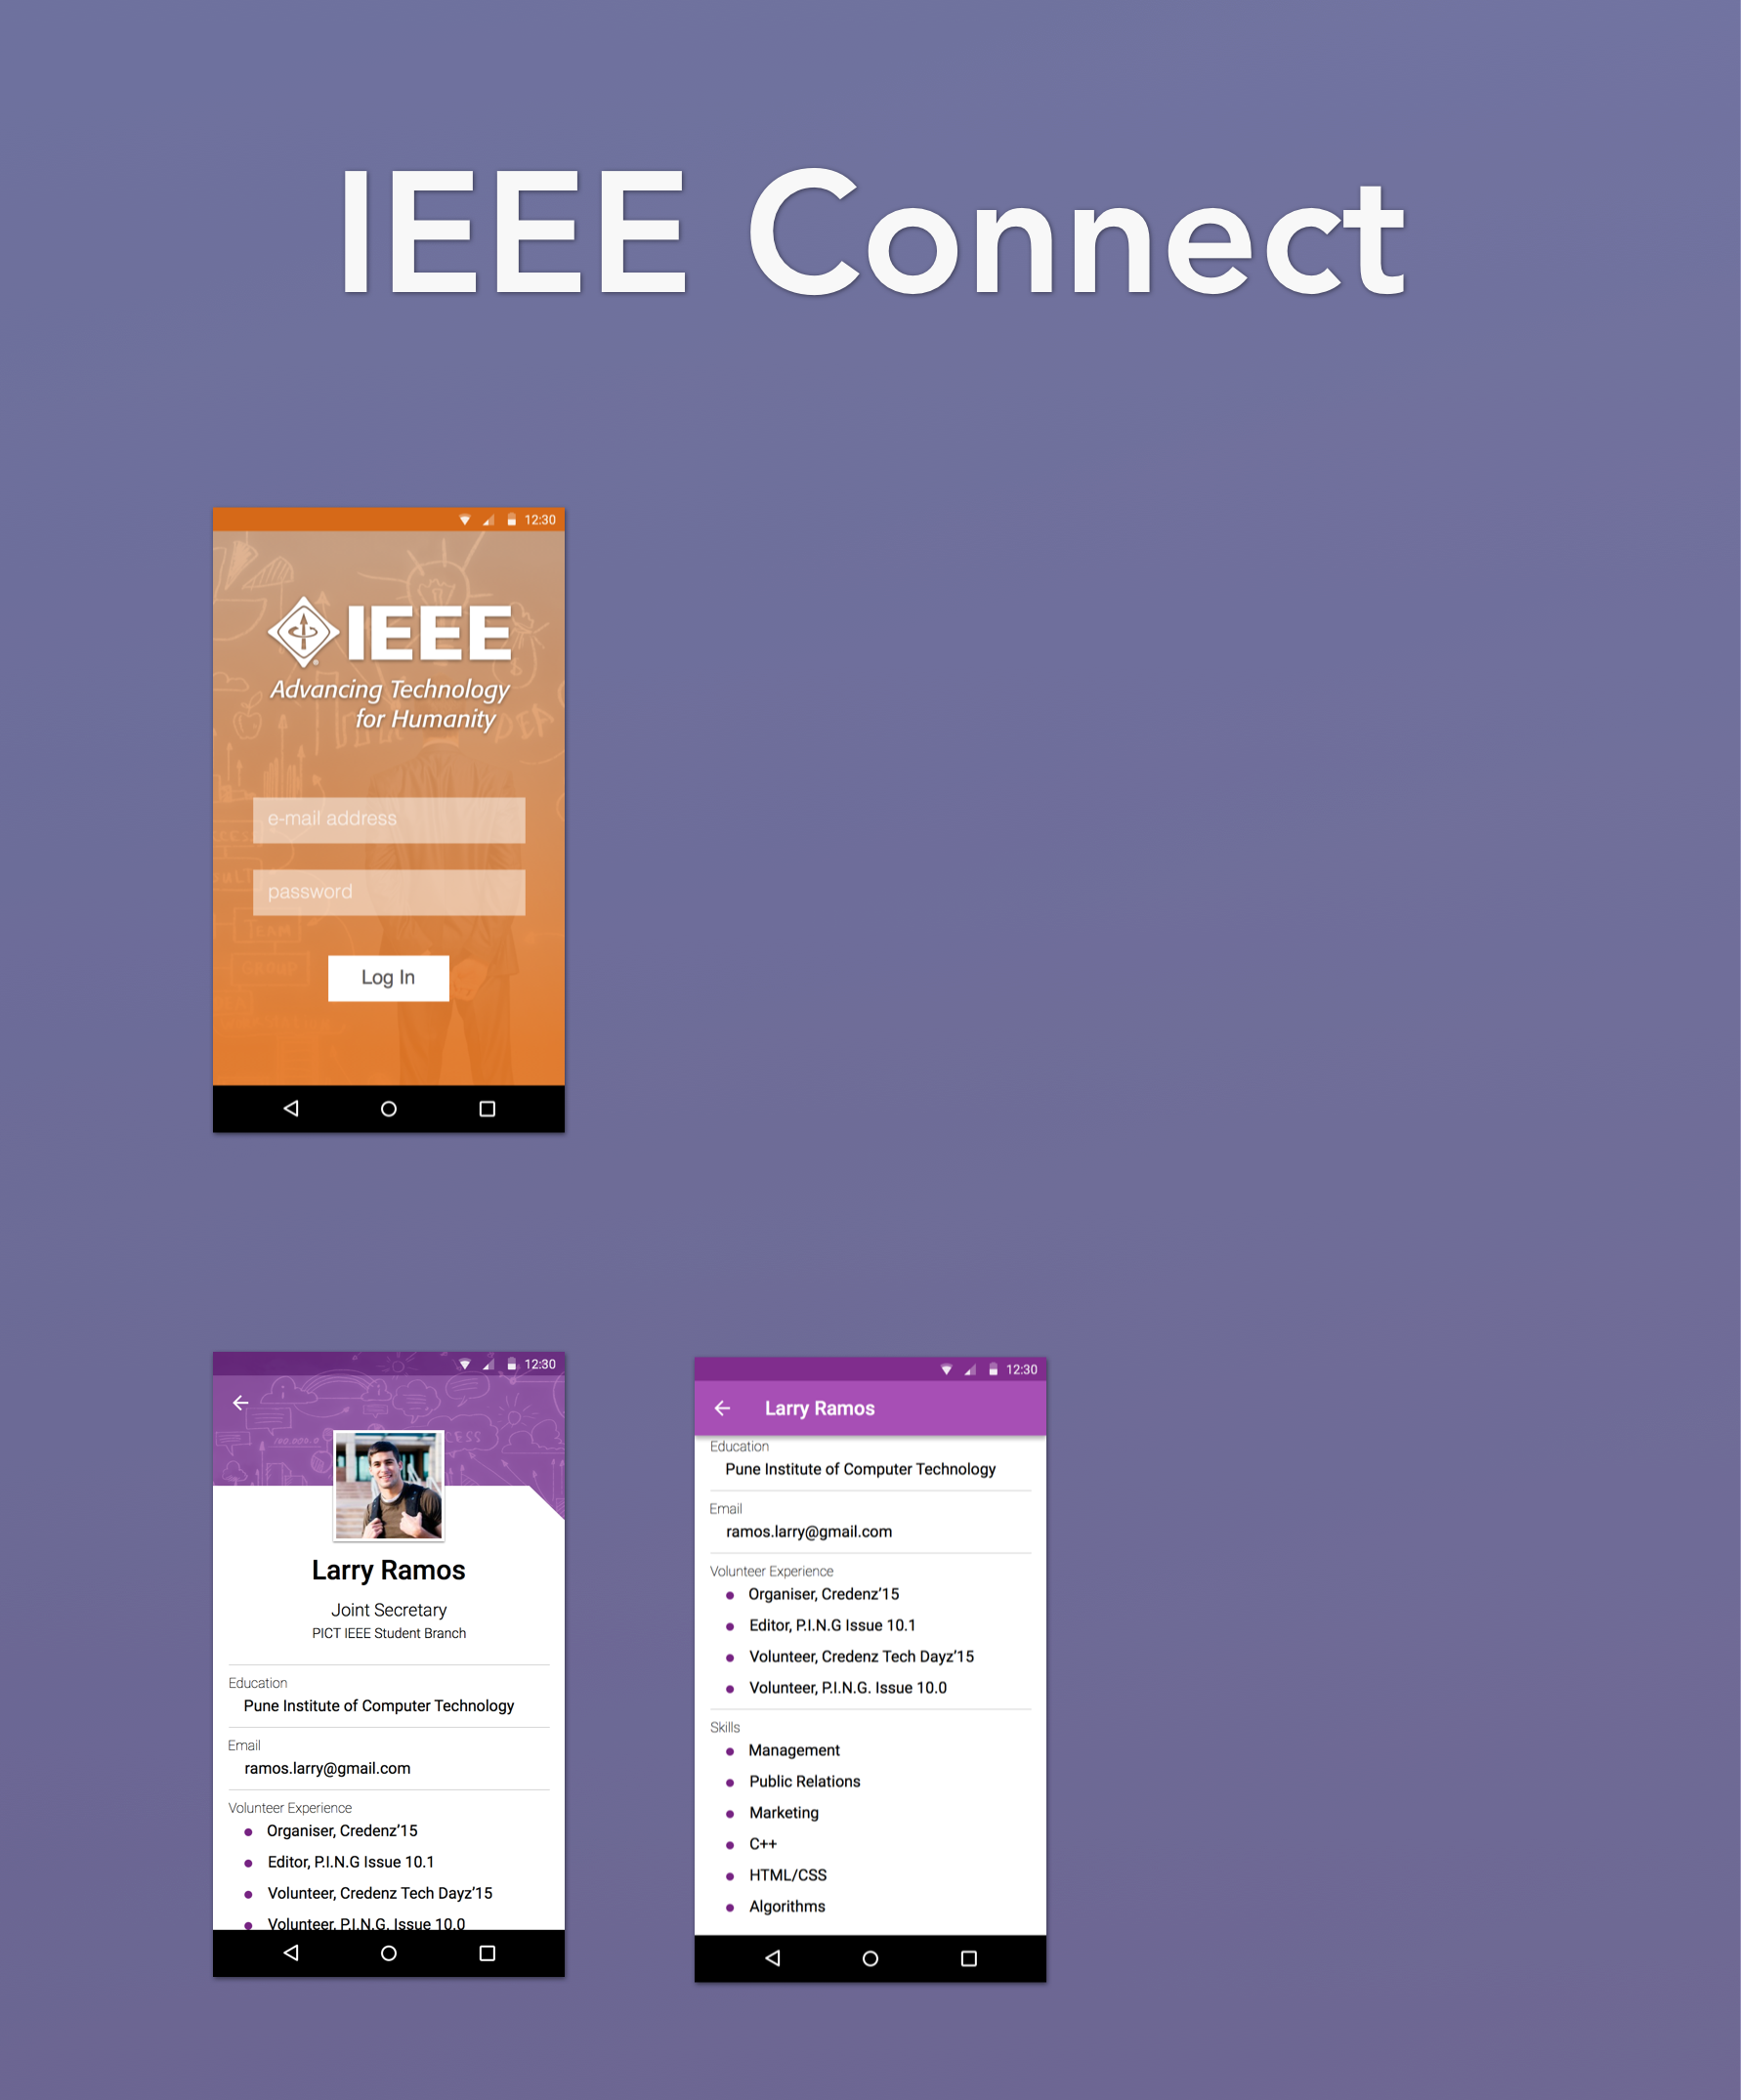 IEEE Connect
12:30
IEEE
Advancing Technology
for Humanity
IDEA
e-mail address
password
TEAM
GROUP
Log In
12:30
Larry Ramos
Joint Secretary
PICT IEEE Student Branch
Education
Pune Institute of Computer Technology
Email
ramos.larry@gmail.com
Volunteer Experience
Organiser, Credenz’15
Editor, P.I.N.G Issue 10.1
Volunteer, Credenz Tech Dayz’15
Volunteer, P.I.N.G. Issue 10.0
12:30
Larry Ramos
Education
Pune Institute of Computer Technology
Email
ramos.larry@gmail.com
Volunteer Experience
Organiser, Credenz’15
Editor, P.I.N.G Issue 10.1
Volunteer, Credenz Tech Dayz’15
Volunteer, P.I.N.G. Issue 10.0
Skills
Management
Public Relations
Marketing
C++
HTML/CSS
Algorithms